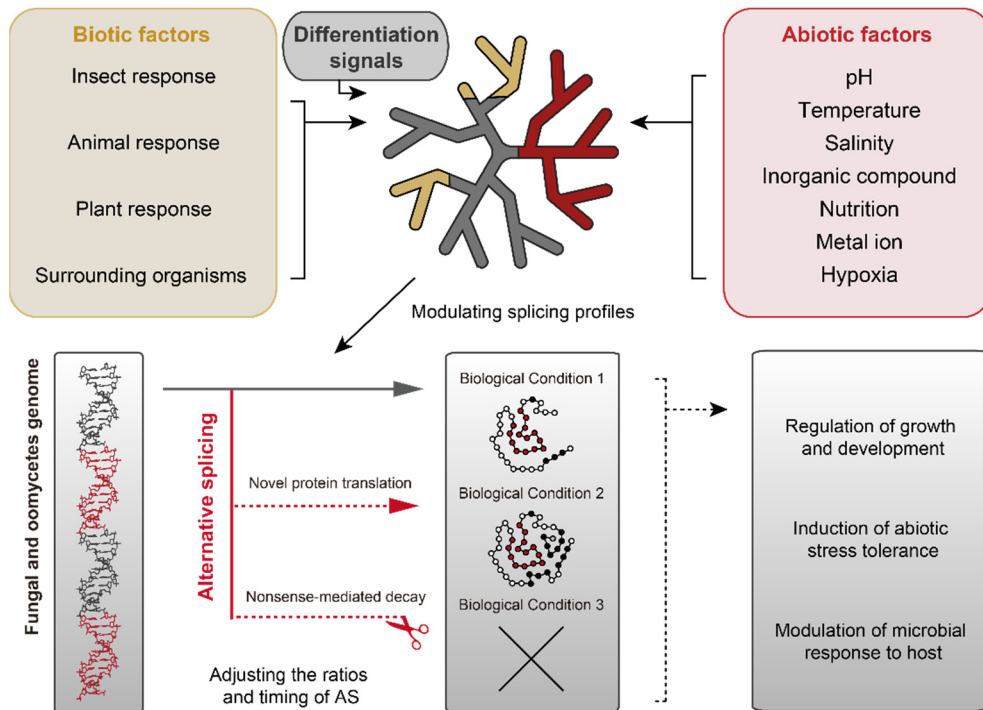 Biotic factors
Insect response
Animal response
Plant response
Surrounding organisms
Differentiation
signals
Abiotic factors
pH
Temperature
Salinity
Inorganic compound
Nutrition
Metal ion
Hypoxia
Modulating splicing profiles
Fungal and oomycetes genome
Alternative splicing
Novel protein translation
Nonsense-mediated decay
Adjusting the ratios
and timing of AS
Biological Condition 1
Biological Condition 2
Biological Condition 3
Regulation of growth
and development
Induction of abiotic
stress tolerance
Modulation of microbial
response to host